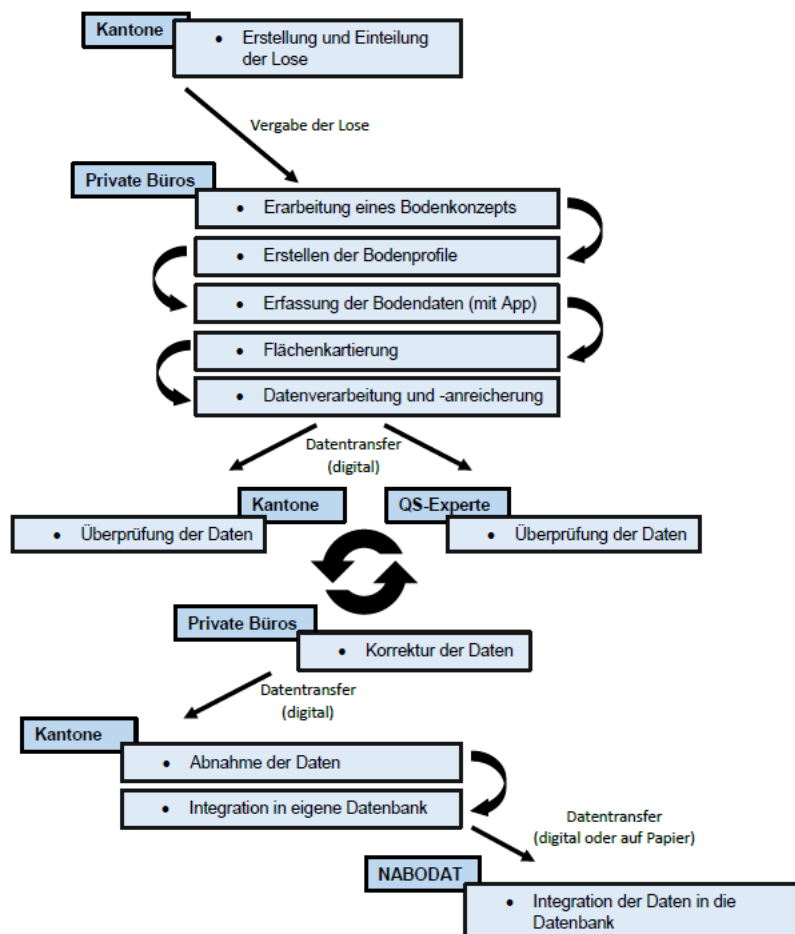 Kantone
• Erstellung und Einteilung
der Lose
Vergabe der Lose
Private Büros
• Erarbeitung eines Bodenkonzepts
• Erstellen der Bodenprofile
• Erfassung der Bodendaten (mit App)
• Flächenkartierung
• Datenverarbeitung und -anreicherung
Datentransfer
(digital)
Kantone
• Überprüfung der Daten
QS-Experte
• Überprüfung der Daten
Private Büros
• Korrektur der Daten
Datentransfer
(digital)
Kantone
• Abnahme der Daten
• Integration in eigene Datenbank
Datentransfer
(digital oder auf Papier)
NABODAT
• Integration der Daten in die
Datenbank